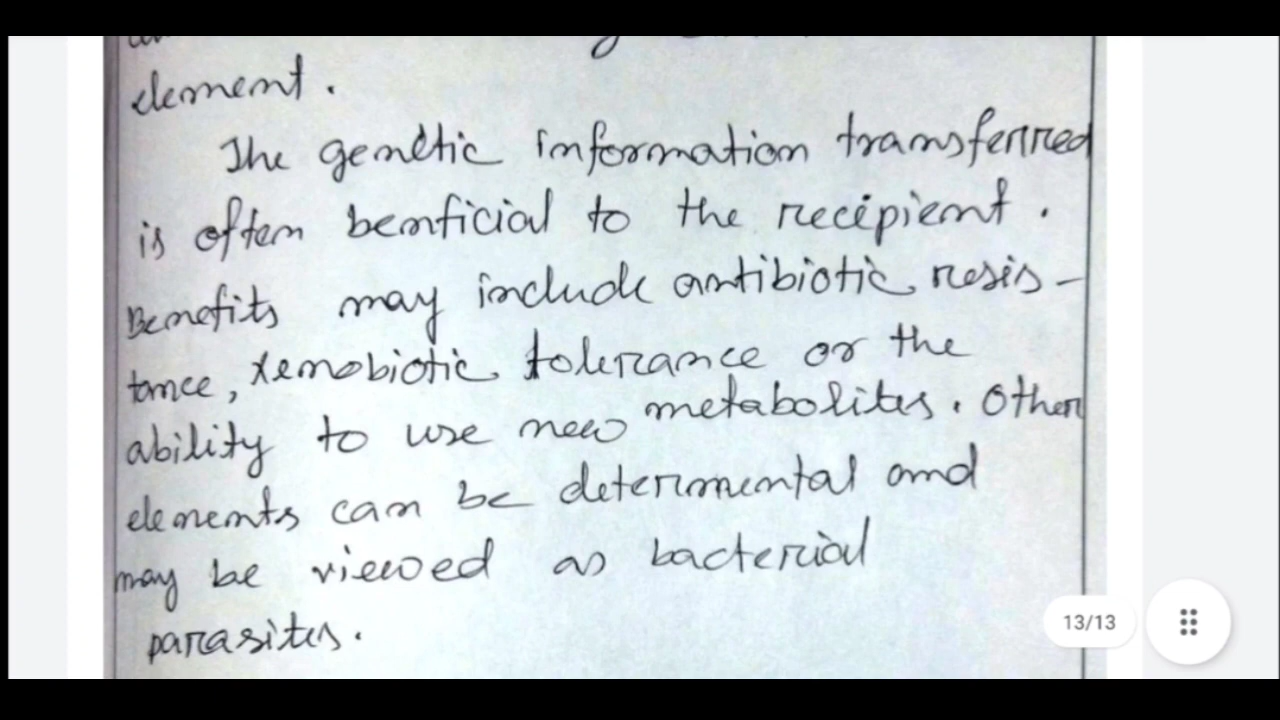 element.
The genetic information transferred
is often benficial to the recipient.
Benefits may include antibiotic resis-
tance, xenobiotic tolerance or the
ability to use new metabolites. Other
elements can be deteremental and
may be viewed as bacterial
parasites.
13/13